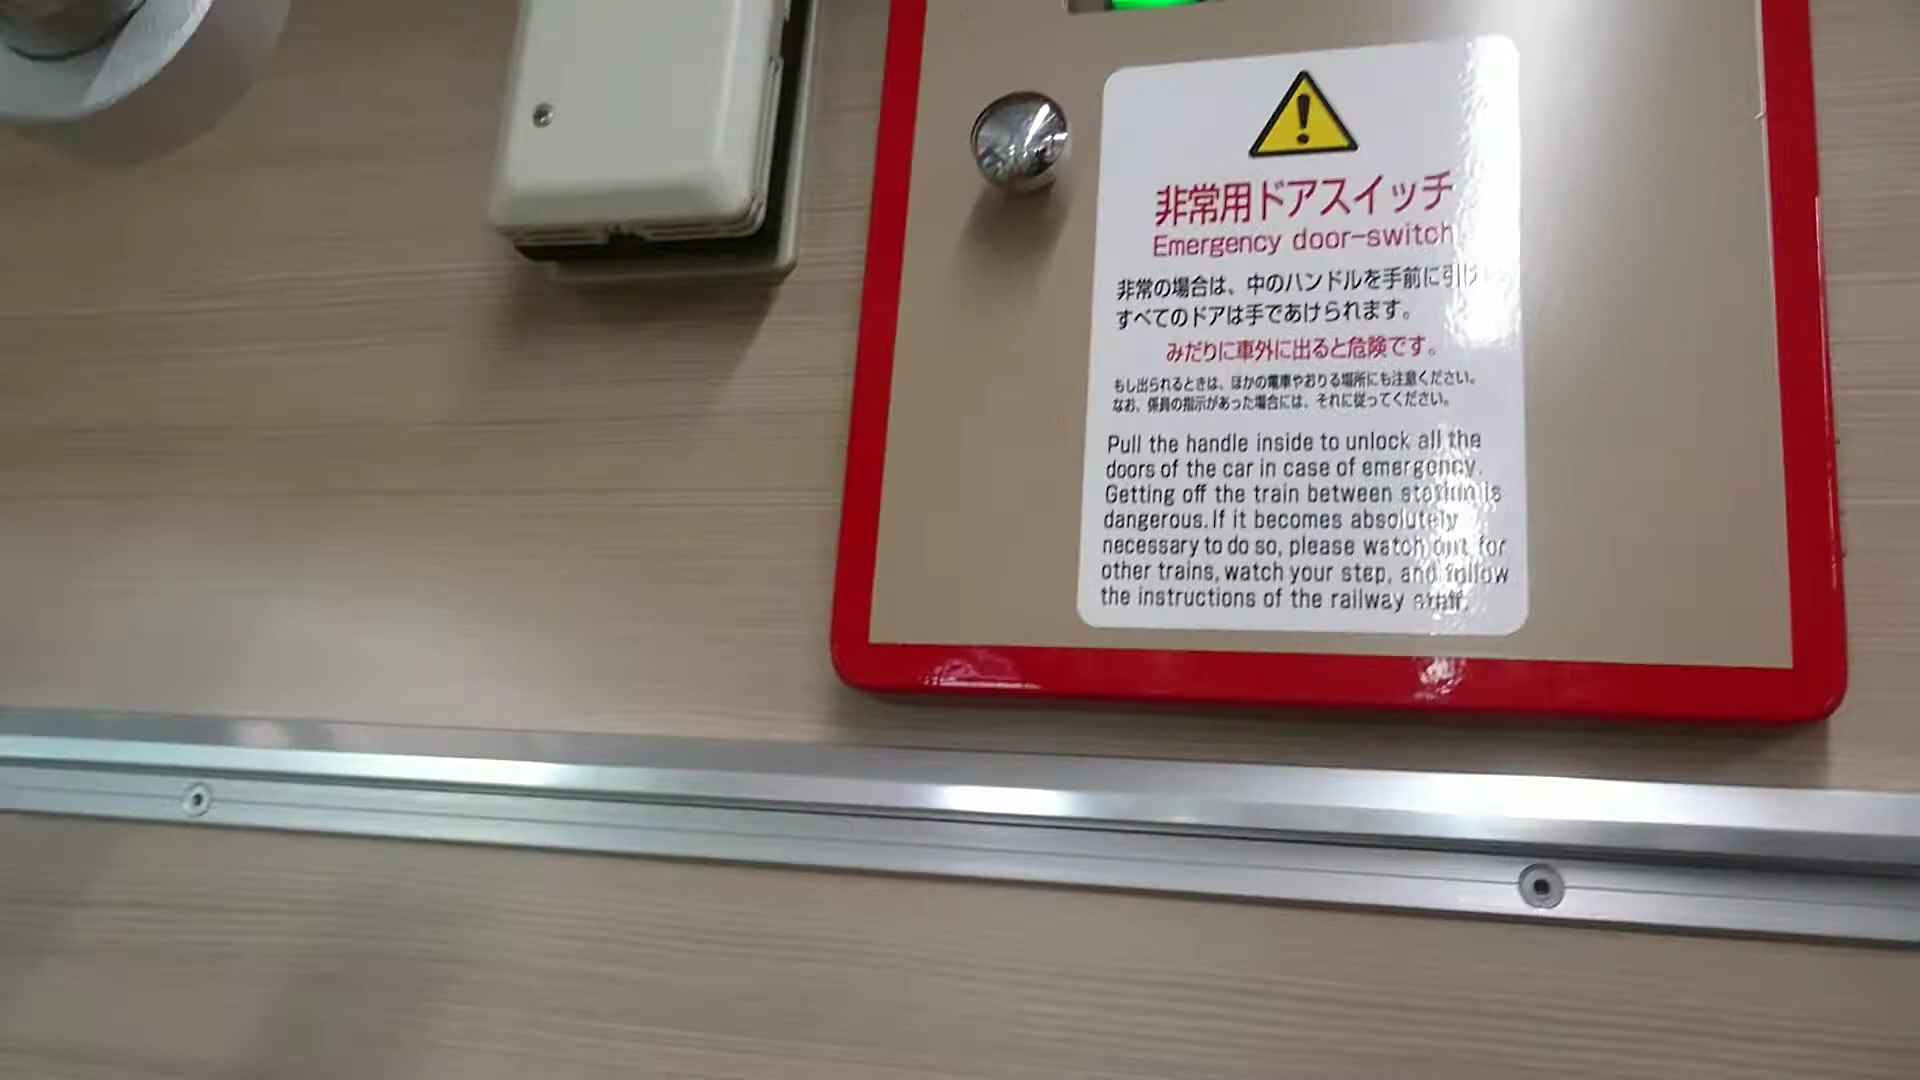 非常用ドアスイッチ
Emergency door-switch
非常の場合は、中のハンドルを手前に引けば
すべてのドアは手であけられます。
みだりに車外に出ると危険です。
もし出られるときは、ほかの電車やおりる場所にも注意ください。
なお、係員の指示があった場合には、それに従ってください。
Pull the handle inside to unlock all the
doors of the car in case of emergency.
Getting off the train between station is
dangerous. If it becomes absolutely
necessary to do so, please watch out for
other trains, watch your step, and follow
the instructions of the railway staff.